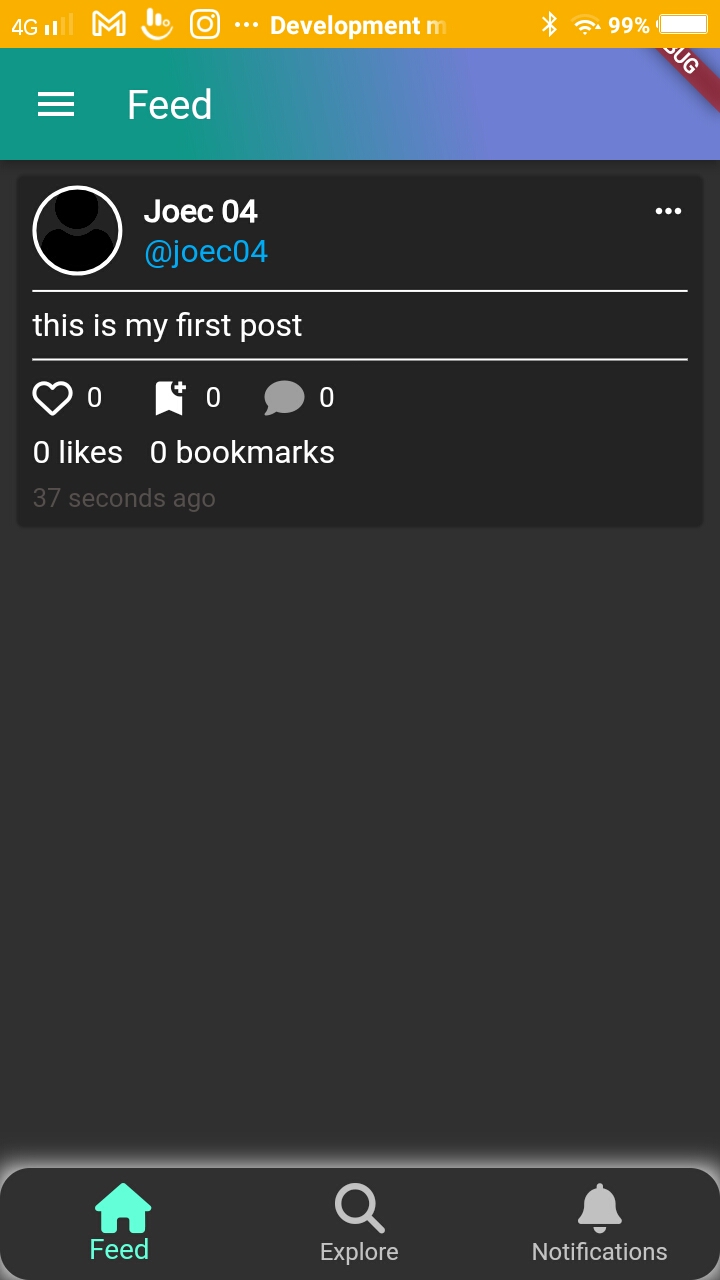 4G ... Development m 99%
Feed
Joec 04
@joec04
this is my first post
0 0 0
0 likes 0 bookmarks
37 seconds ago
Feed Explore Notifications